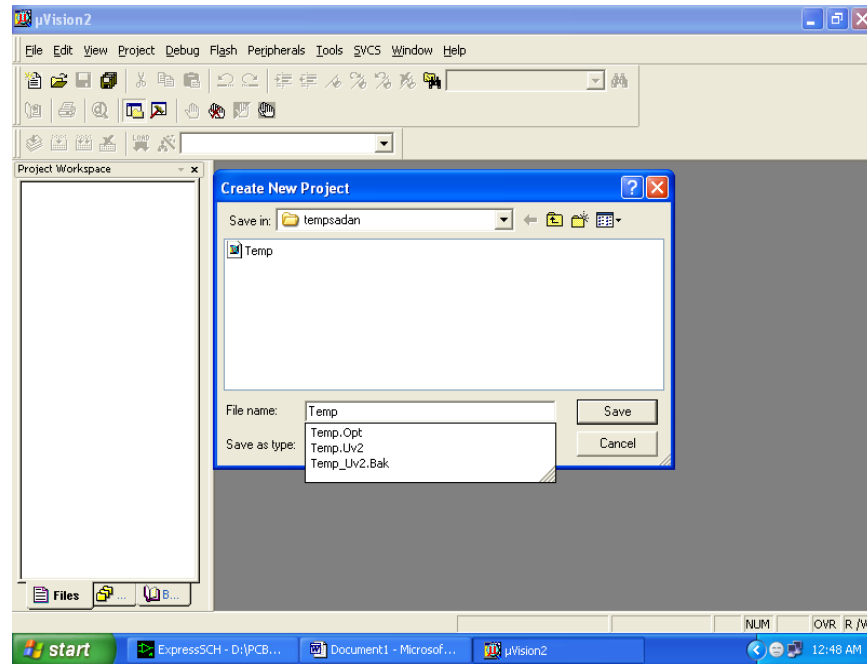 µVision2
File Edit View Project Debug Flash Peripherals Tools SVCS Window Help
LOAD
Project Workspace
Create New Project
Save in: tempsadan
Temp
File name: Temp Save
Save as type: Cancel
Temp.Opt
Temp.Uv2
Temp_Uv2.Bak
Files ... B...
NUM OVR R /W
start ExpressSCH - D:\PCB... Document1 - Microsof... µVision2 12:48 AM